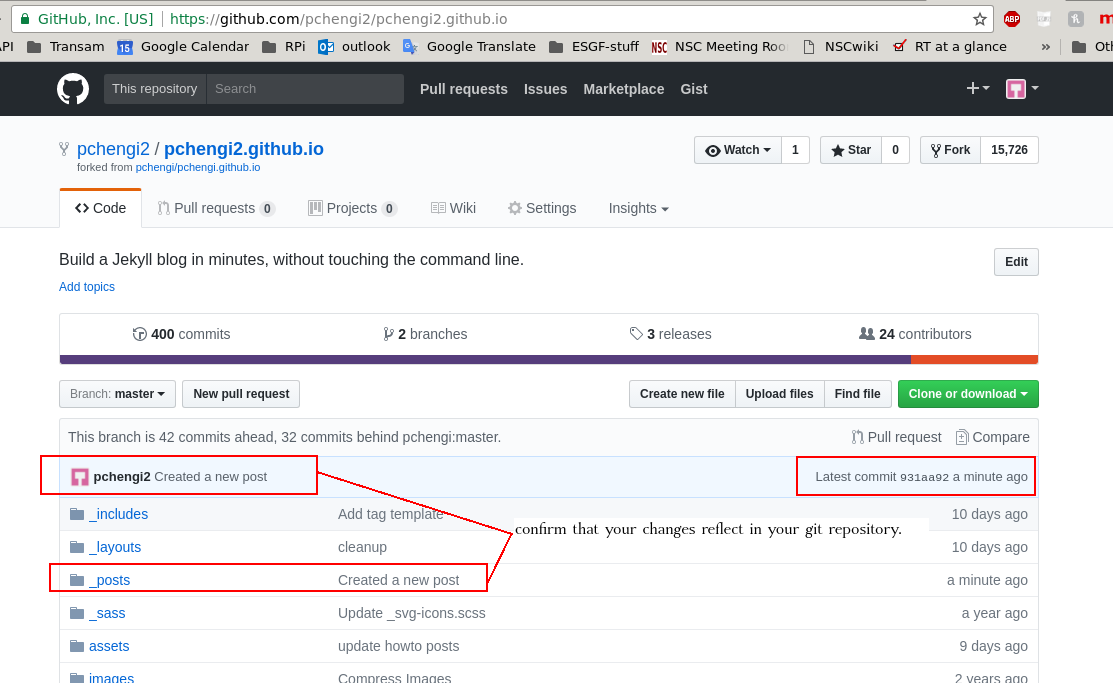 GitHub, Inc. [US] https://github.com/pchengi2/pchengi2.github.io ABP
PI Transam 15 Google Calendar RPi outlook Google Translate ESGF-stuff NSC NSC Meeting Roo NSCwiki RT at a glance » Oth
This repository Search Pull requests Issues Marketplace Gist
pchengi2 / pchengi2.github.io Watch 1 Star 0 Fork 15,726
forked from pchengi/pchengi.github.io
Code Pull requests 0 Projects 0 Wiki Settings Insights
Build a Jekyll blog in minutes, without touching the command line. Edit
Add topics
400 commits 2 branches 3 releases 24 contributors
Branch: master New pull request Create new file Upload files Find file Clone or download
This branch is 42 commits ahead, 32 commits behind pchengi:master. Pull request Compare
pchengi2 Created a new post Latest commit 931aa92 a minute ago
_includes Add tag template 10 days ago
confirm that your changes reflect in your git repository.
_layouts cleanup 10 days ago
_posts Created a new post a minute ago
_sass Update _svg-icons.scss a year ago
assets update howto posts 9 days ago
images Compress Images 2 years ago